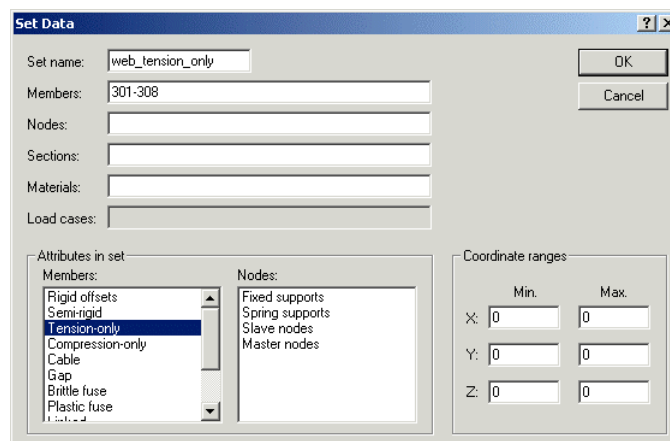 Set Data
Set name: web_tension_only
OK
Members: 301-308
Cancel
Nodes:
Sections:
Materials:
Load cases:
Attributes in set
Members:
Rigid offsets
Semi-rigid
Tension-only
Compression-only
Cable
Gap
Brittle fuse
Plastic fuse
Linked
Nodes:
Fixed supports
Spring supports
Slave nodes
Master nodes
Coordinate ranges
Min. Max.
X: 0 0
Y: 0 0
Z: 0 0